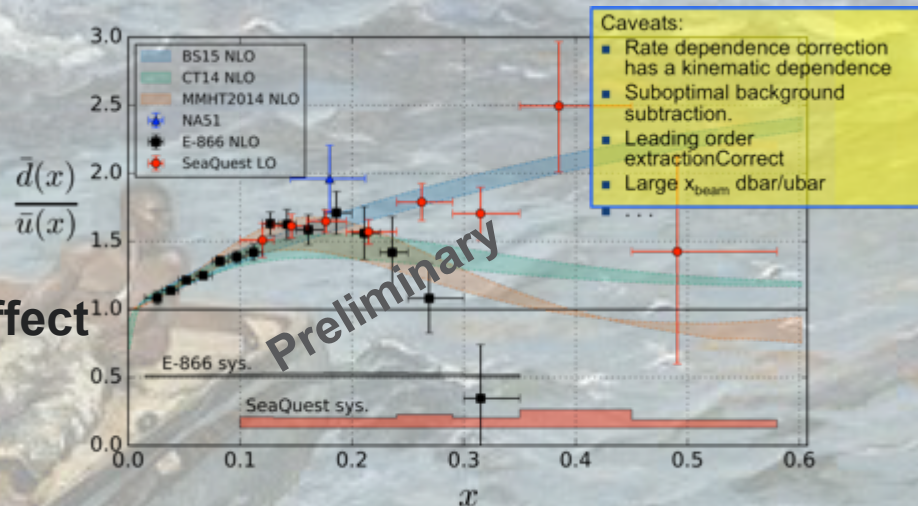 Caveats:
▪ Rate dependence correction
has a kinematic dependence
▪ Suboptimal background
subtraction.
▪ Leading order
extractionCorrect
▪ Large x_beam dbar/ubar
▪ ...
3.0
2.5
2.0
1.5
1.0
0.5
0.0
BS15 NLO
CT14 NLO
MMHT2014 NLO
NA51
E-866 NLO
SeaQuest LO
d̄(x)
ū(x)
ffect
Preliminary
E-866 sys.
SeaQuest sys.
0.0 0.1 0.2 0.3 0.4 0.5 0.6
x